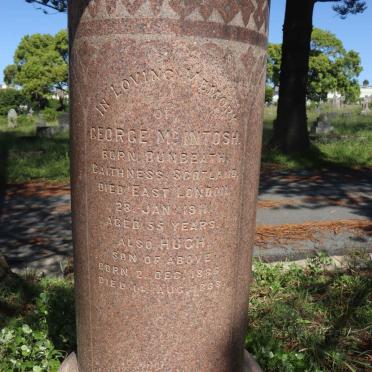 IN LOVING MEMORY
OF
GEORGE MCINTOSH.
BORN, DUNBEATH,
CAITHNESS, SCOTLAND,
DIED EAST LONDON,
28. JAN. 1911.
AGED 55 YEARS.
ALSO, HUGH,
SON OF ABOVE
BORN 2. DEC. 1886
DIED 14. AUG.